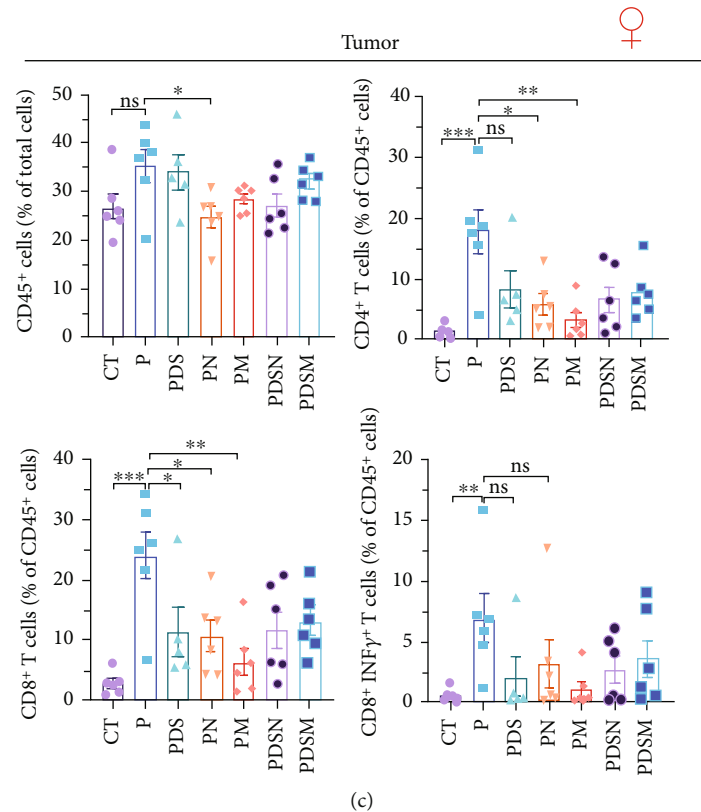 Tumor
CD45⁺ cells (% of total cells)
50
40
30
20
10
0
ns
*
CT
P
PDS
PN
PM
PDSN
PDSM
CD4⁺ T cells (% of CD45⁺ cells)
40
30
20
10
0
**
*
***
ns
CT
P
PDS
PN
PM
PDSN
PDSM
CD8⁺ T cells (% of CD45⁺ cells)
40
30
20
10
0
**
*
***
*
CT
P
PDS
PN
PM
PDSN
PDSM
CD8⁺ INFγ⁺ T cells (% of CD45⁺ cells)
20
15
10
5
0
ns
**
ns
CT
P
PDS
PN
PM
PDSN
PDSM
(c)